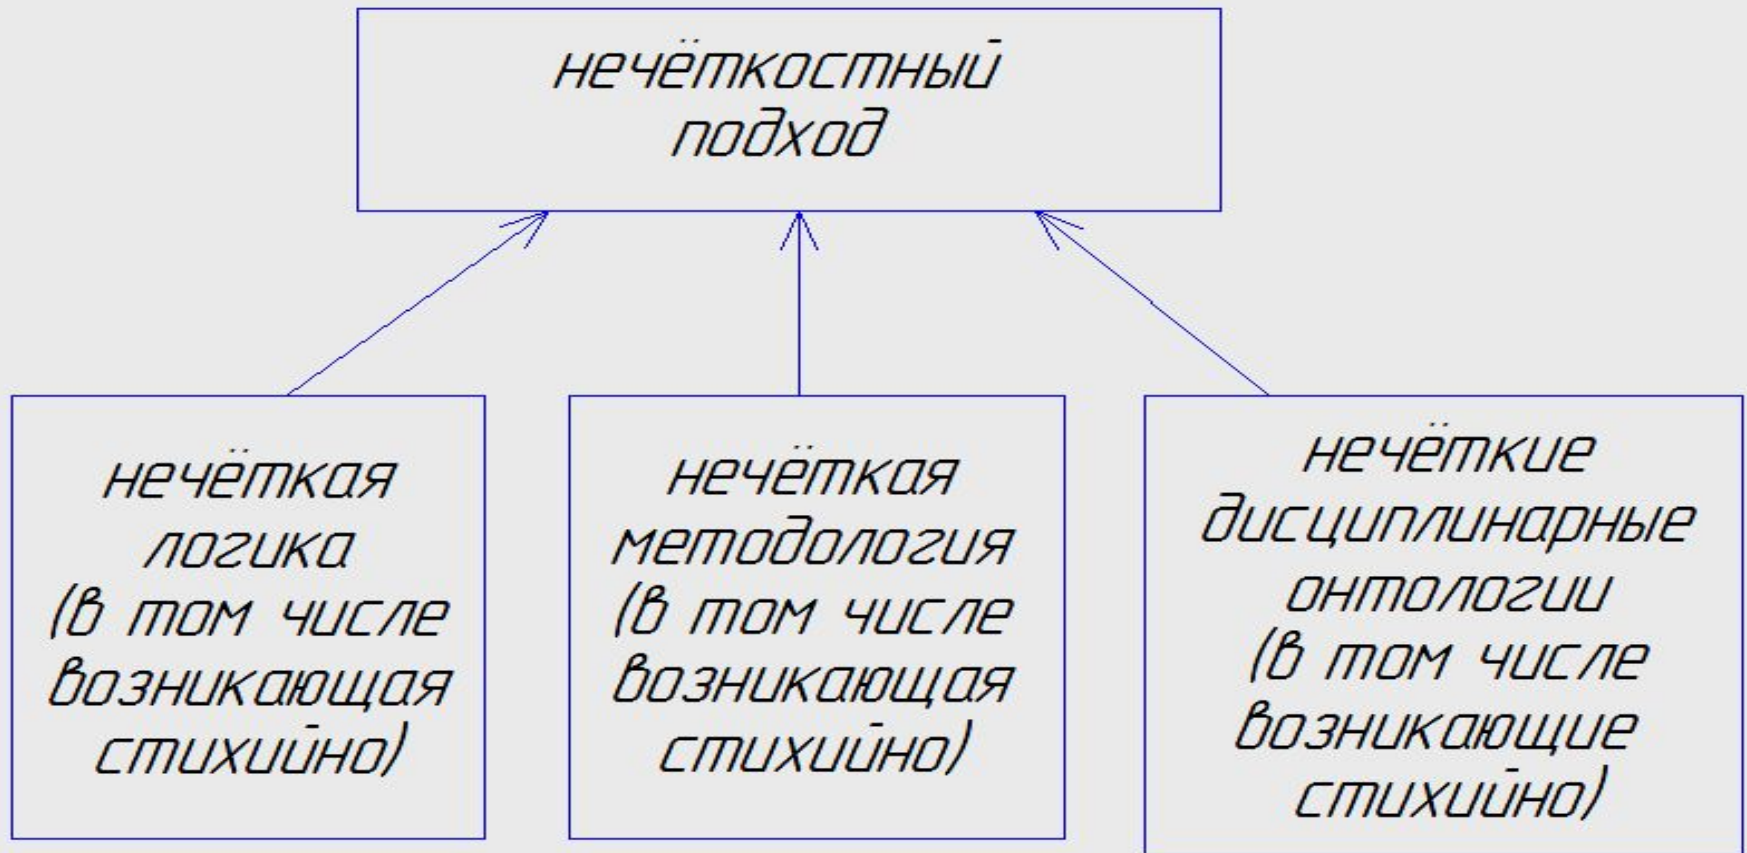 нечёткостный
подход
нечёткая
логика
(в том числе
возникающая
стихийно)
нечёткая
методология
(в том числе
возникающая
стихийно)
нечёткие
дисциплинарные
онтологии
(в том числе
возникающие
стихийно)